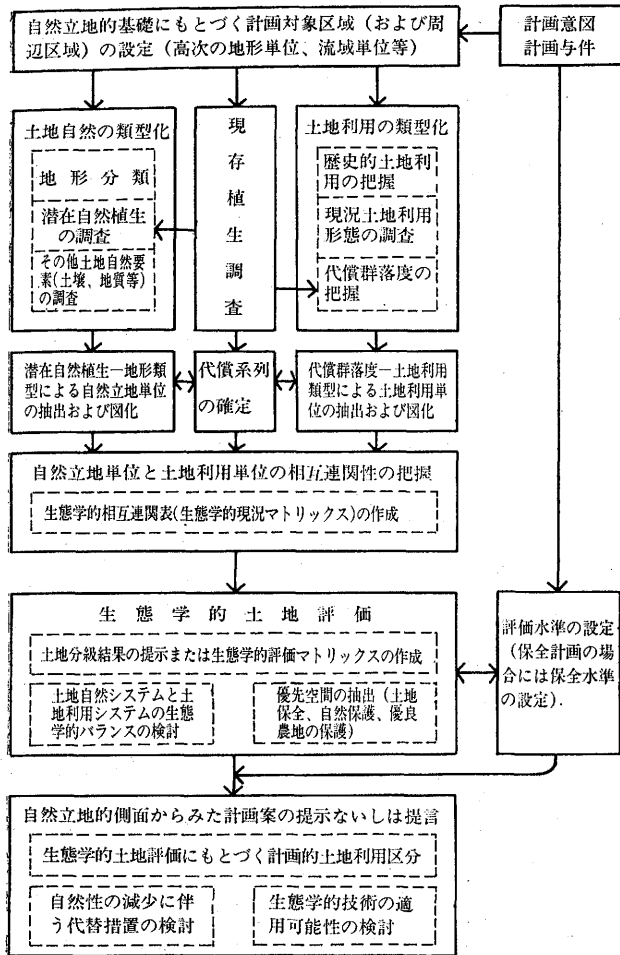 自然立地的基礎にもとづく計画対象区域(および周
辺区域)の設定(高次の地形単位、流域単位等)
計画意図
計画与件
土地自然の類型化
地形分類
潜在自然植生
の調査
その他土地自然要
素(土壌、地質等)
の調査
現存植生調査
土地利用の類型化
歴史的土地利
用の把握
現況土地利用
形態の調査
代償群落度の
把握
潜在自然植生−地形類
型による自然立地単位
の抽出および図化
代償系列
の確定
代償群落度−土地利用
類型による土地利用単
位の抽出および図化
自然立地単位と土地利用単位の相互連関性の把握
生態学的相互連関表(生態学的現況マトリックス)の作成
生態学的土地評価
土地分級結果の提示または生態学的評価マトリックスの作成
土地自然システムと土
地利用システムの生態
学的バランスの検討
優先空間の抽出(土地
保全、自然保護、優良
農地の保護)
評価水準の設定
(保全計画の場
合には保全水準
の設定).
自然立地的側面からみた計画案の提示ないしは提言
生態学的土地評価にもとづく計画的土地利用区分
自然性の減少に伴
う代替措置の検討
生態学的技術の適
用可能性の検討